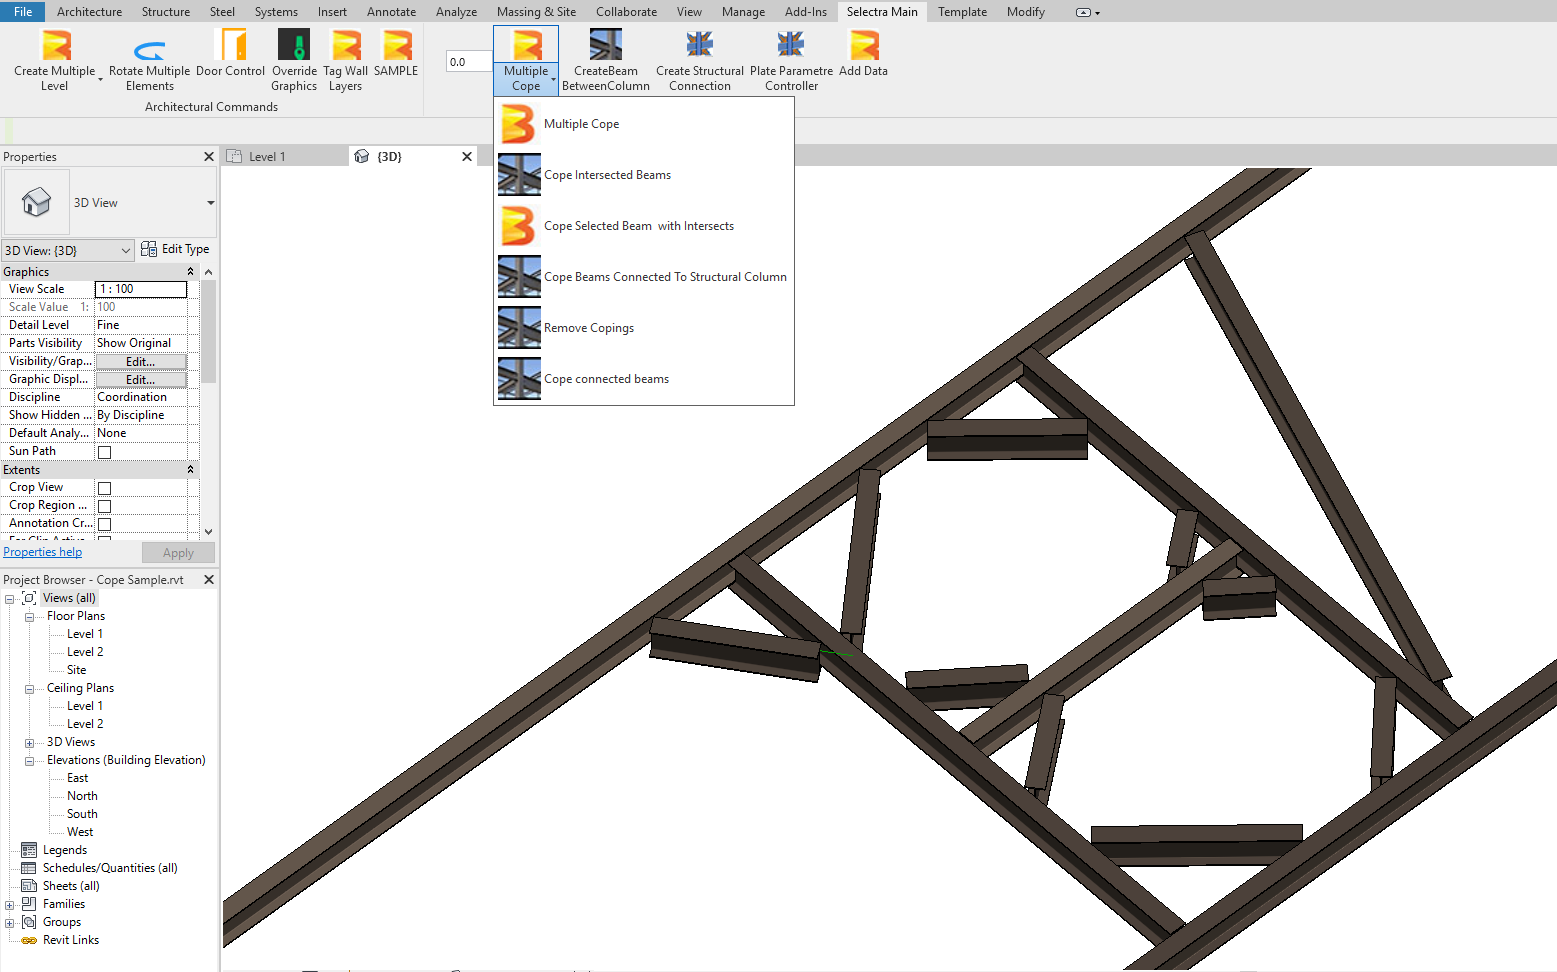 File Architecture Structure Steel Systems Insert Annotate Analyze Massing & Site Collaborate View Manage Add-Ins Selectra Main Template Modify
Create Multiple Level
Rotate Multiple Elements
Door Control
Override Graphics
Tag Wall Layers
SAMPLE
Architectural Commands
0.0
Multiple Cope
CreateBeam BetweenColumn
Create Structural Connection
Plate Parametre Controller
Add Data
Multiple Cope
Cope Intersected Beams
Cope Selected Beam  with Intersects
Cope Beams Connected To Structural Column
Remove Copings
Cope connected beams
Properties
Level 1
{3D}
3D View
3D View: {3D}
Edit Type
Graphics
View Scale 1 : 100
Scale Value 1: 100
Detail Level Fine
Parts Visibility Show Original
Visibility/Grap... Edit...
Graphic Displ... Edit...
Discipline Coordination
Show Hidden ... By Discipline
Default Analy... None
Sun Path
Extents
Crop View
Crop Region ...
Annotation Cr...
Properties help
Apply
Project Browser - Cope Sample.rvt
Views (all)
Floor Plans
Level 1
Level 2
Site
Ceiling Plans
Level 1
Level 2
3D Views
Elevations (Building Elevation)
East
North
South
West
Legends
Schedules/Quantities (all)
Sheets (all)
Families
Groups
Revit Links